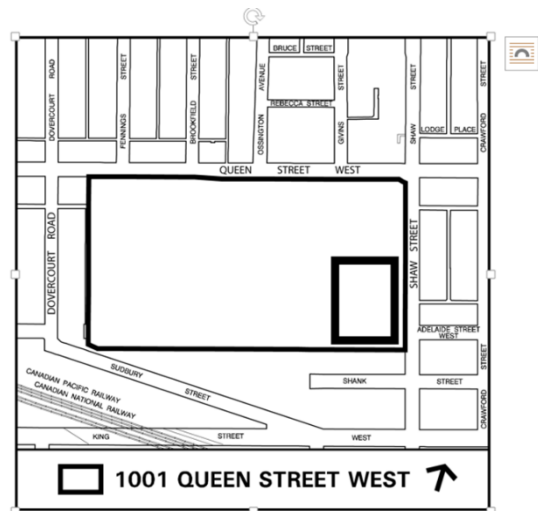 BRUCE STREET
DOVERCOURT ROAD
FENNINGS STREET
BROOKFIELD STREET
OSSINGTON AVENUE
REBECCA STREET
GIVINS STREET
SHAW STREET
LODGE PLACE
CRAWFORD STREET
QUEEN STREET WEST
DOVERCOURT ROAD
SHAW STREET
ADELAIDE STREET
WEST
SUDBURY STREET
CANADIAN PACIFIC RAILWAY
CANADIAN NATIONAL RAILWAY
SHANK STREET
CRAWFORD STREET
KING STREET WEST
1001 QUEEN STREET WEST